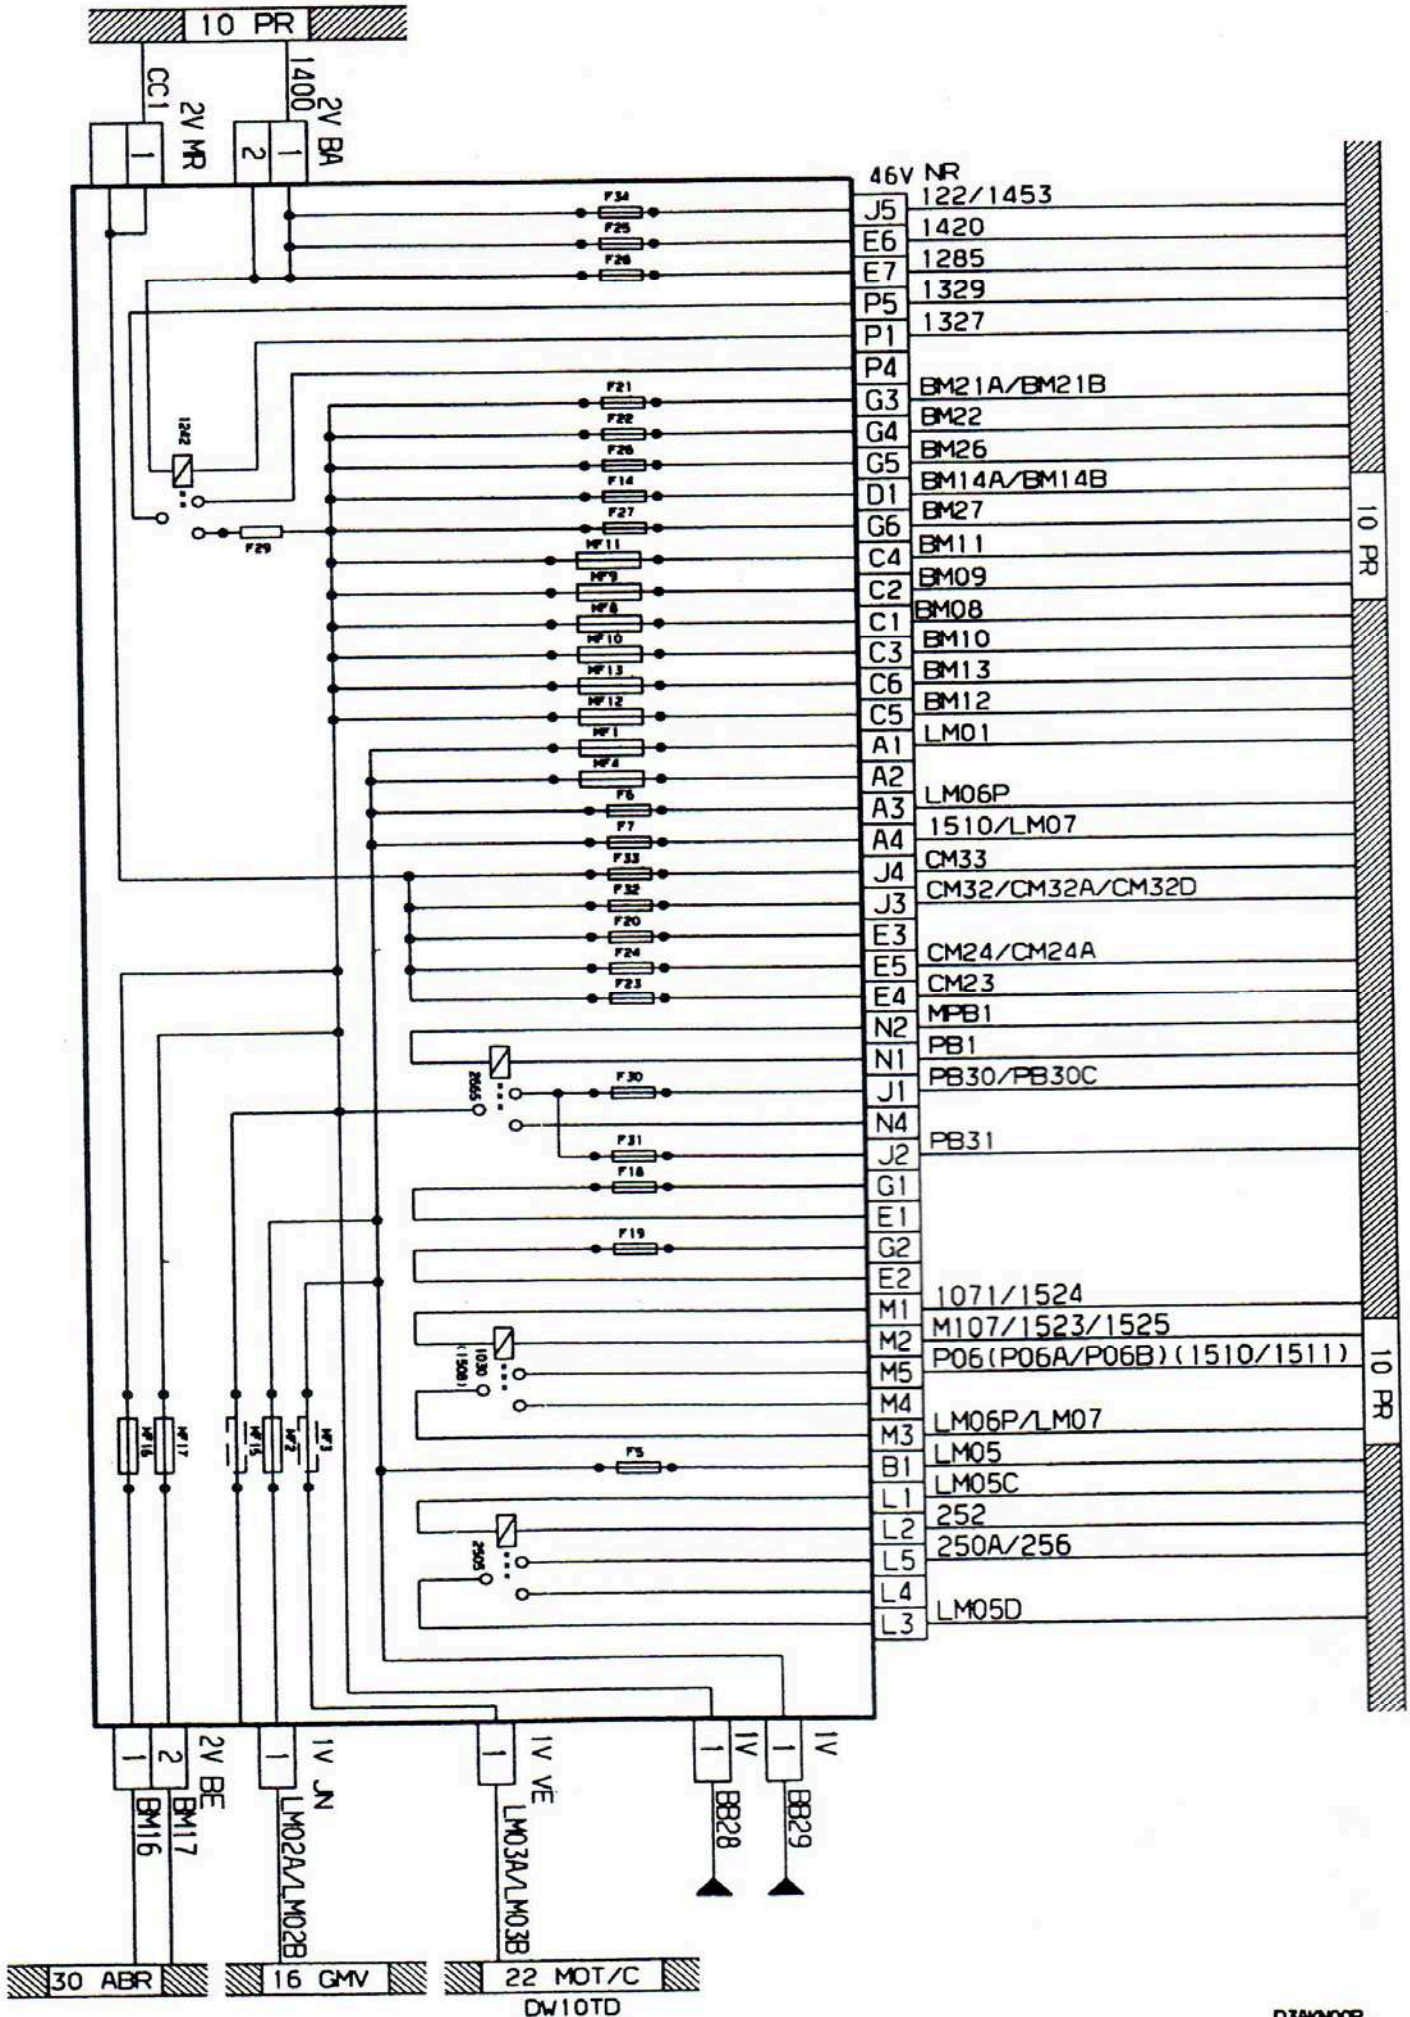 10 PR
CC1
1400
2V MR
2V BA
1
2
1
46V NR
F34
J5
122/1453
F25
E6
1420
F28
E7
1285
P5
1329
P1
1327
P4
F21
G3
BM21A/BM21B
1242
F22
G4
BM22
F26
G5
BM26
F14
D1
BM14A/BM14B
F27
G6
BM27
F29
10 PR
MF11
C4
BM11
MF9
C2
BM09
MF8
C1
BM08
MF10
C3
BM10
MF13
C6
BM13
MF12
C5
BM12
MF1
A1
LM01
MF4
A2
F6
A3
LM06P
F7
A4
1510/LM07
F33
J4
CM33
F32
J3
CM32/CM32A/CM32D
F20
E3
F24
E5
CM24/CM24A
F23
E4
CM23
N2
MPB1
N1
PB1
2665
F30
J1
PB30/PB30C
N4
F31
J2
PB31
F18
G1
E1
F19
G2
E2
M1
1071/1524
M2
M107/1523/1525
1030
(1508)
M5
P06(P06A/P06B)(1510/1511)
10 PR
M4
M3
LM06P/LM07
MF16
MF17
MF15
MF2
MF3
F5
B1
LM05
L1
LM05C
L2
252
2505
L5
250A/256
L4
L3
LM05D
1
2
2V BE
1
1V JN
1
1V VE
1
1V
1
1V
BM16
BM17
LM02A/LM02B
LM03A/LM03B
BB28
BB29
30 ABR
16 GMV
22 MOT/C
DW10TD